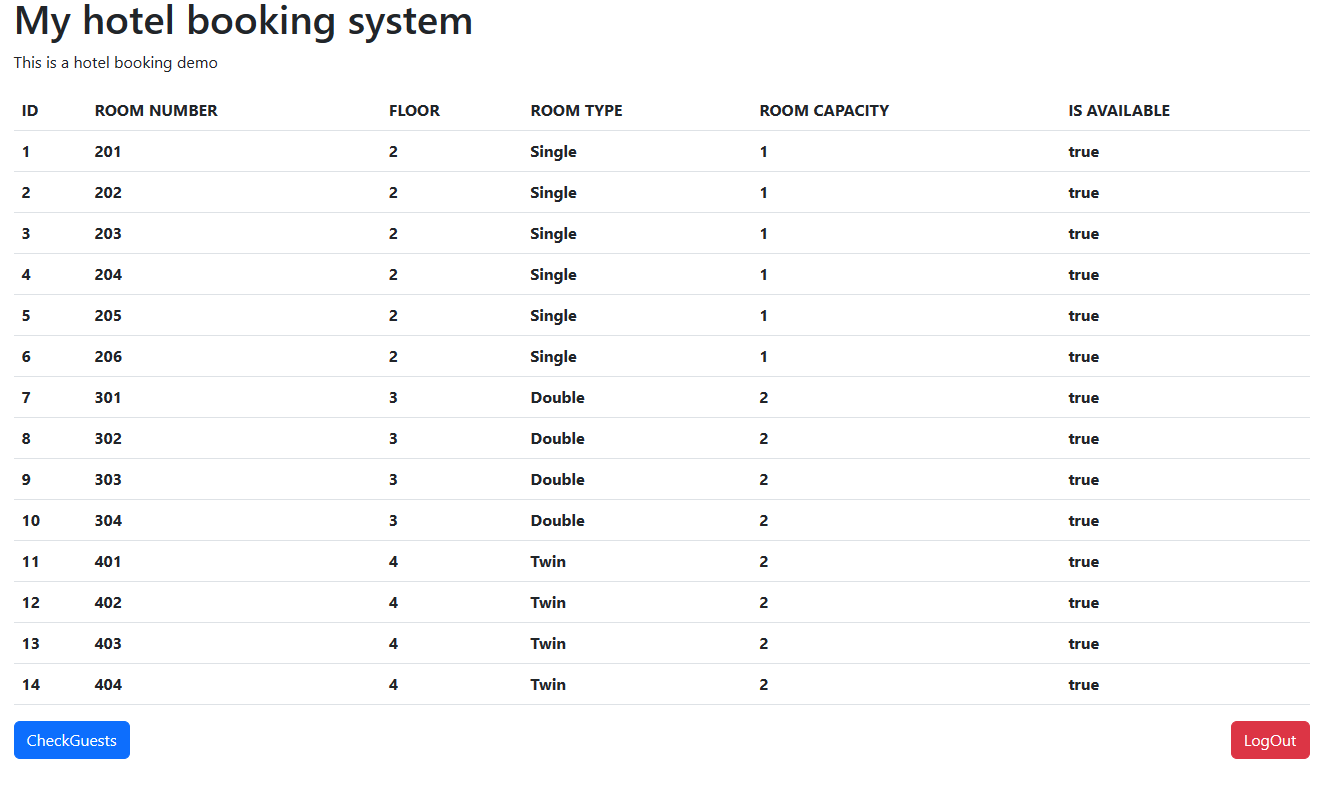 My hotel booking system
This is a hotel booking demo
ID ROOM NUMBER FLOOR ROOM TYPE ROOM CAPACITY IS AVAILABLE
1 201 2 Single 1 true
2 202 2 Single 1 true
3 203 2 Single 1 true
4 204 2 Single 1 true
5 205 2 Single 1 true
6 206 2 Single 1 true
7 301 3 Double 2 true
8 302 3 Double 2 true
9 303 3 Double 2 true
10 304 3 Double 2 true
11 401 4 Twin 2 true
12 402 4 Twin 2 true
13 403 4 Twin 2 true
14 404 4 Twin 2 true
CheckGuests LogOut